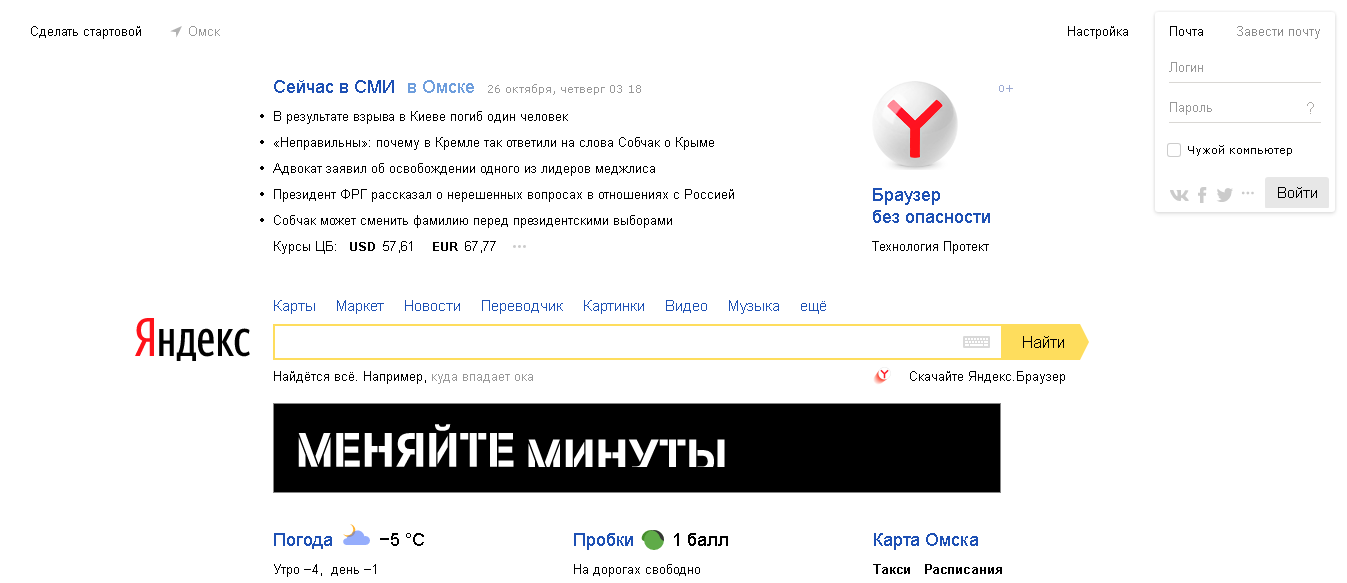 Сделать стартовой Омск Настройка Почта Завести почту
Логин
Пароль ?
Чужой компьютер
Войти
Сейчас в СМИ в Омске 26 октября, четверг 03 18
В результате взрыва в Киеве погиб один человек
«Неправильны»: почему в Кремле так ответили на слова Собчак о Крыме
Адвокат заявил об освобождении одного из лидеров меджлиса
Президент ФРГ рассказал о нерешенных вопросах в отношениях с Россией
Собчак может сменить фамилию перед президентскими выборами
Курсы ЦБ: USD 57,61 EUR 67,77 ···
0+
Браузер
без опасности
Технология Протект
Карты Маркет Новости Переводчик Картинки Видео Музыка ещё
Яндекс Найти
Найдётся всё. Например, куда впадает ока Скачайте Яндекс.Браузер
МЕНЯЙТЕ МИНУТЫ
Погода −5 °C Пробки 1 балл Карта Омска
Утро −4, день −1 На дорогах свободно Такси Расписания